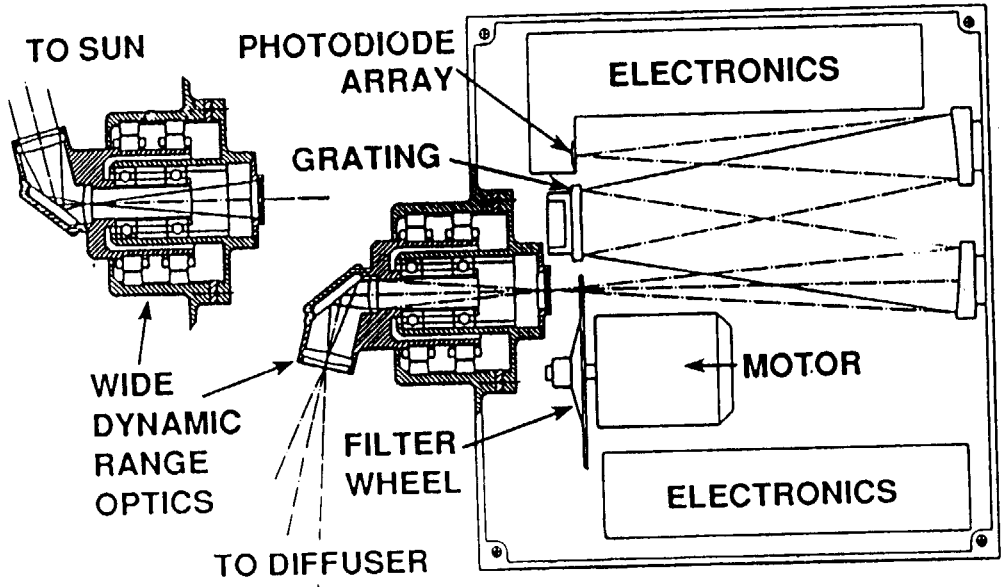 TO SUN
PHOTODIODE
ARRAY
ELECTRONICS
GRATING
MOTOR
WIDE
DYNAMIC
RANGE
OPTICS
FILTER
WHEEL
ELECTRONICS
TO DIFFUSER